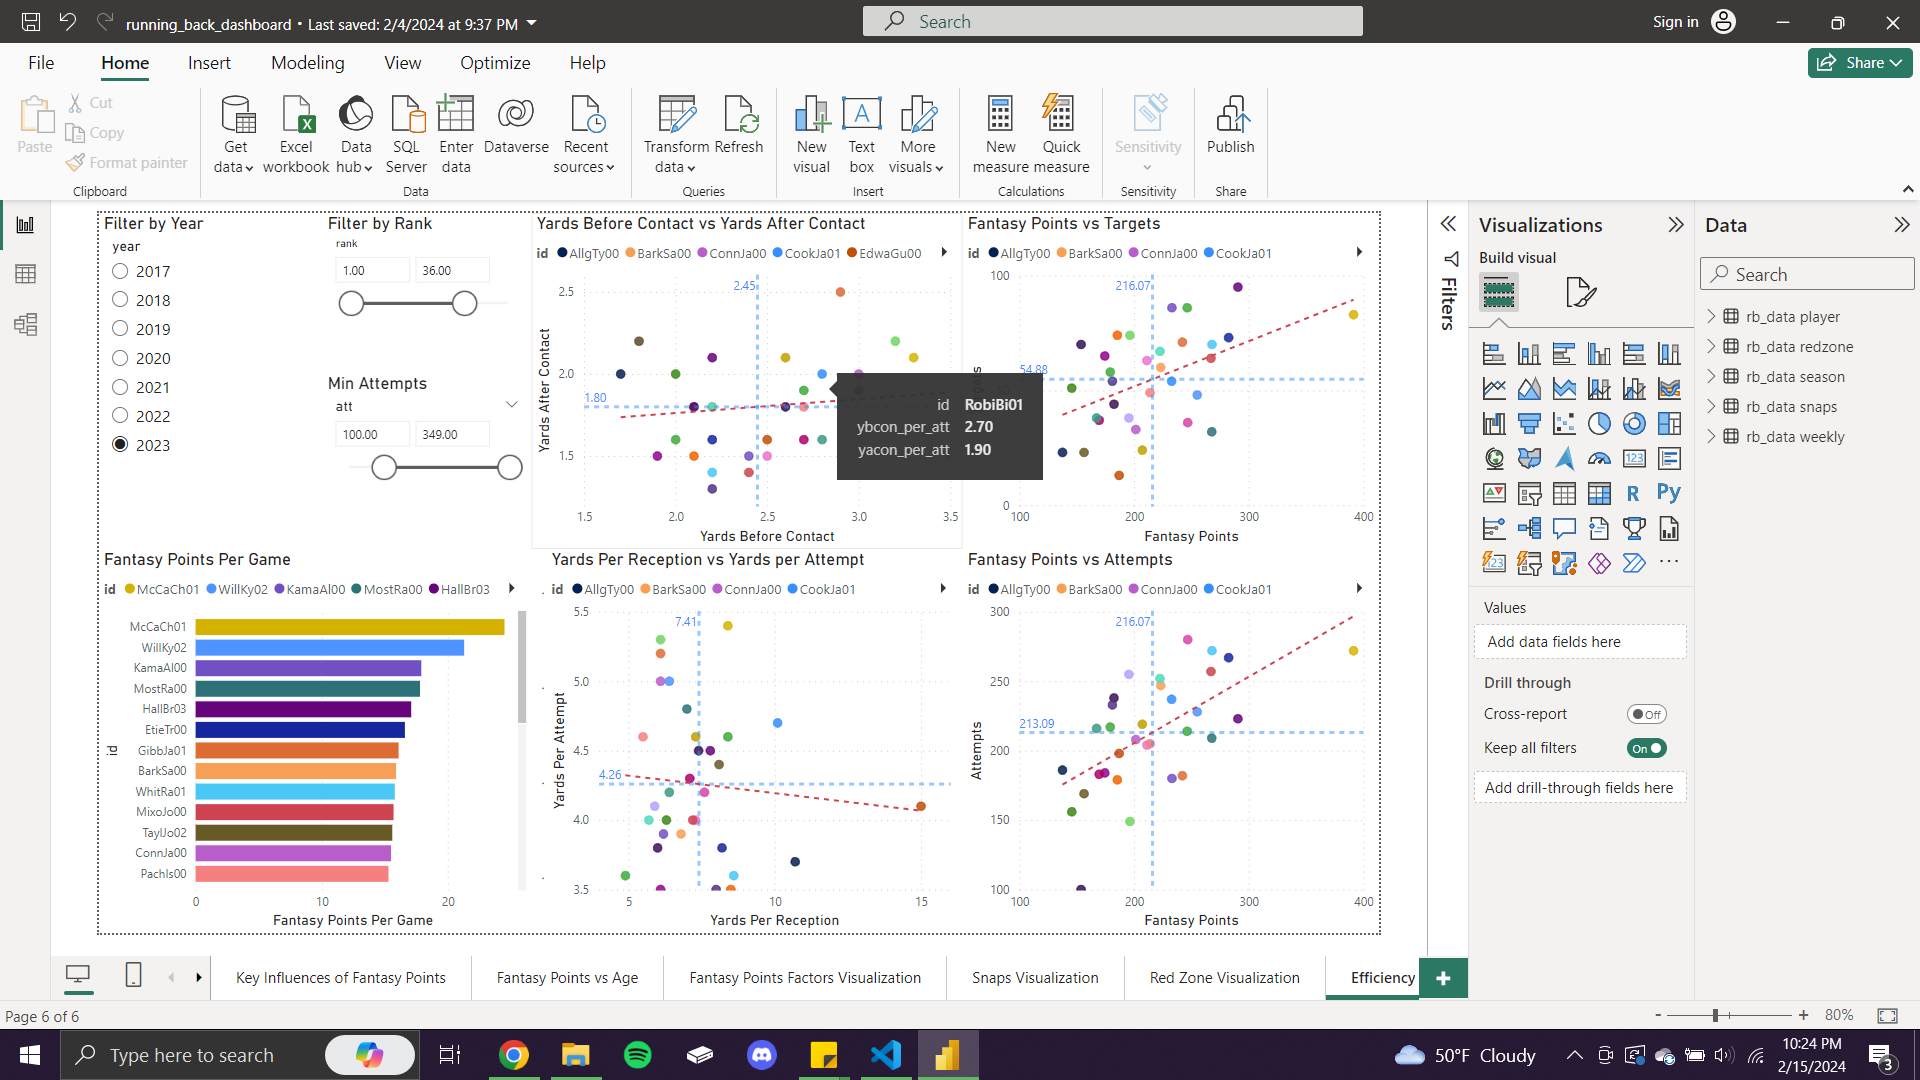 running_back_dashboard • Last saved: 2/4/2024 at 9:37 PM
Search
Sign in
File Home Insert Modeling View Optimize Help
Share
Paste
Cut
Copy
Format painter
Clipboard
Get data
Excel workbook
Data hub
SQL Server
Enter data
Dataverse
Recent sources
Data
Transform data
Refresh
Queries
New visual
Text box
More visuals
Insert
New measure
Quick measure
Calculations
Sensitivity
Sensitivity
Publish
Share
Filter by Year
year
2017
2018
2019
2020
2021
2022
2023
Filter by Rank
rank
1.00 36.00
Min Attempts
att
100.00 349.00
Yards Before Contact vs Yards After Contact
id AllgTy00 BarkSa00 ConnJa00 CookJa01 EdwaGu00
2.45
2.5
2.0
1.80
1.5
Yards After Contact
1.5 2.0 2.5 3.0 3.5
Yards Before Contact
id RobiBi01
ybcon_per_att 2.70
yacon_per_att 1.90
Fantasy Points vs Targets
id AllgTy00 BarkSa00 ConnJa00 CookJa01
100
216.07
54.88
0
100 200 300 400
Fantasy Points
Fantasy Points Per Game
id McCaCh01 WillKy02 KamaAl00 MostRa00 HallBr03
id
McCaCh01
WillKy02
KamaAl00
MostRa00
HallBr03
EtieTr00
GibbJa01
BarkSa00
WhitRa01
MixoJo00
TaylJo02
ConnJa00
PachIs00
0 10 20
Fantasy Points Per Game
Yards Per Reception vs Yards per Attempt
id AllgTy00 BarkSa00 ConnJa00 CookJa01
7.41
5.5
5.0
4.5
4.26
4.0
3.5
Yards Per Attempt
5 10 15
Yards Per Reception
Fantasy Points vs Attempts
id AllgTy00 BarkSa00 ConnJa00 CookJa01
300
216.07
250
213.09
200
150
100
Attempts
100 200 300 400
Fantasy Points
Filters
Visualizations
Build visual
123
R
Py
123
Values
Add data fields here
Drill through
Cross-report Off
Keep all filters On
Add drill-through fields here
Data
Search
rb_data player
rb_data redzone
rb_data season
rb_data snaps
rb_data weekly
Key Influences of Fantasy Points
Fantasy Points vs Age
Fantasy Points Factors Visualization
Snaps Visualization
Red Zone Visualization
Efficiency
Page 6 of 6
- + 80%
Type here to search
50°F Cloudy
10:24 PM
2/15/2024
3